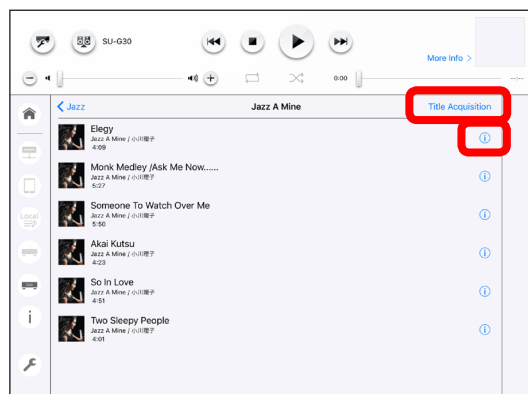 SU-G30
More Info >
0:00
--:--
< Jazz
Jazz A Mine
Title Acquisition
Elegy
Jazz A Mine / 小川理子
4:09
Monk Medley /Ask Me Now......
Jazz A Mine / 小川理子
5:27
Someone To Watch Over Me
Jazz A Mine / 小川理子
5:50
Akai Kutsu
Jazz A Mine / 小川理子
4:23
So In Love
Jazz A Mine / 小川理子
4:51
Two Sleepy People
Jazz A Mine / 小川理子
4:01
Local